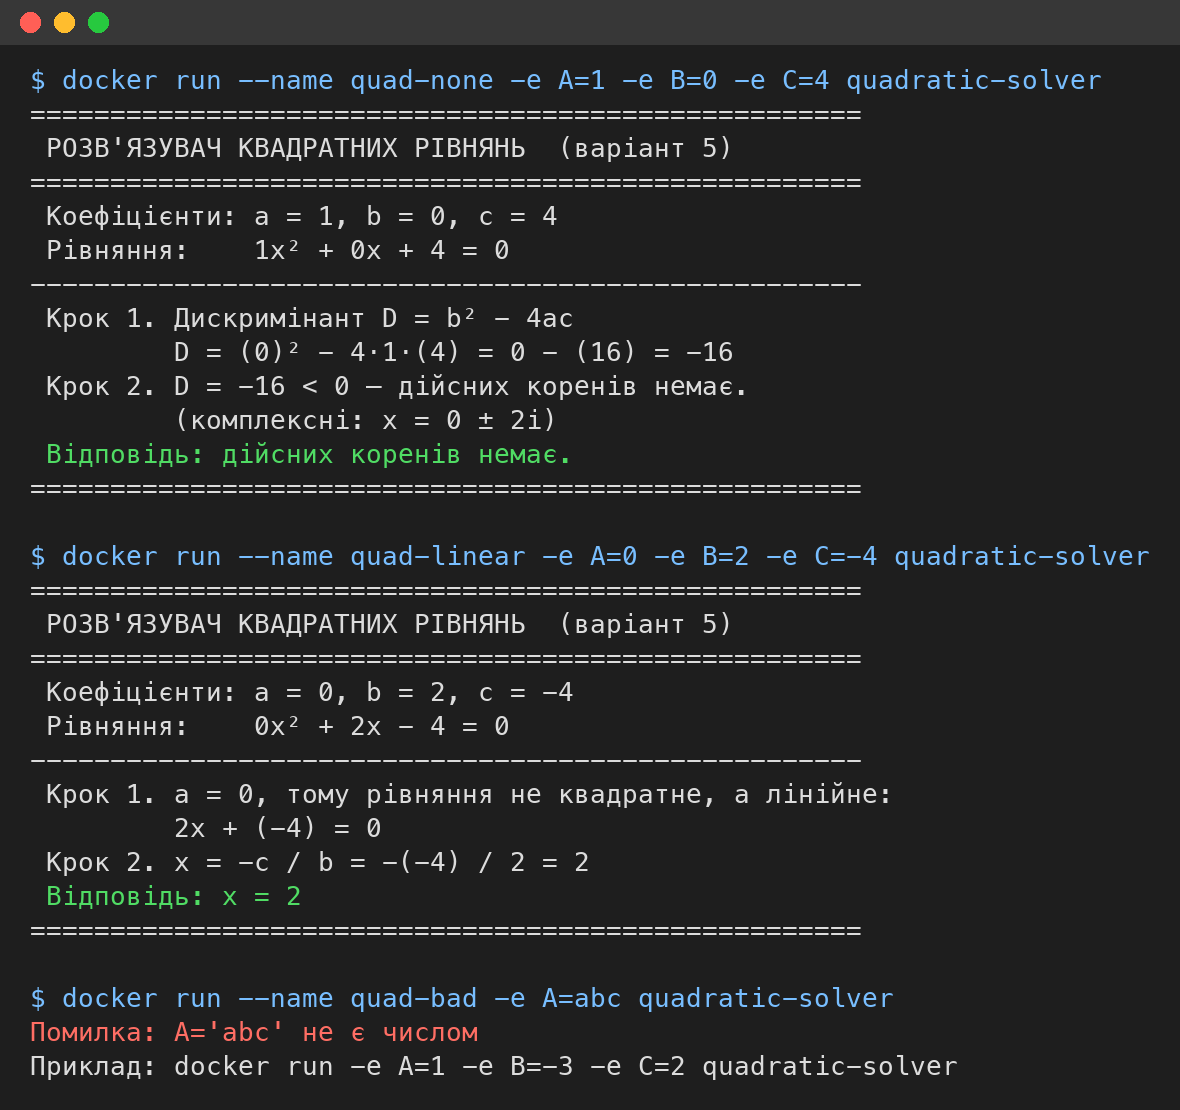 $ docker run --name quad-none -e A=1 -e B=0 -e C=4 quadratic-solver
====================================================
РОЗВ'ЯЗУВАЧ КВАДРАТНИХ РІВНЯНЬ  (варіант 5)
====================================================
Коефіцієнти: a = 1, b = 0, c = 4
Рівняння:    1x² + 0x + 4 = 0
----------------------------------------------------
Крок 1. Дискримінант D = b² − 4ac
D = (0)² − 4·1·(4) = 0 − (16) = −16
Крок 2. D = −16 < 0 — дійсних коренів немає.
(комплексні: x = 0 ± 2i)
Відповідь: дійсних коренів немає.
====================================================
$ docker run --name quad-linear -e A=0 -e B=2 -e C=-4 quadratic-solver
====================================================
РОЗВ'ЯЗУВАЧ КВАДРАТНИХ РІВНЯНЬ  (варіант 5)
====================================================
Коефіцієнти: a = 0, b = 2, c = −4
Рівняння:    0x² + 2x − 4 = 0
----------------------------------------------------
Крок 1. a = 0, тому рівняння не квадратне, а лінійне:
2x + (−4) = 0
Крок 2. x = −c / b = −(−4) / 2 = 2
Відповідь: x = 2
====================================================
$ docker run --name quad-bad -e A=abc quadratic-solver
Помилка: A='abc' не є числом
Приклад: docker run -e A=1 -e B=-3 -e C=2 quadratic-solver